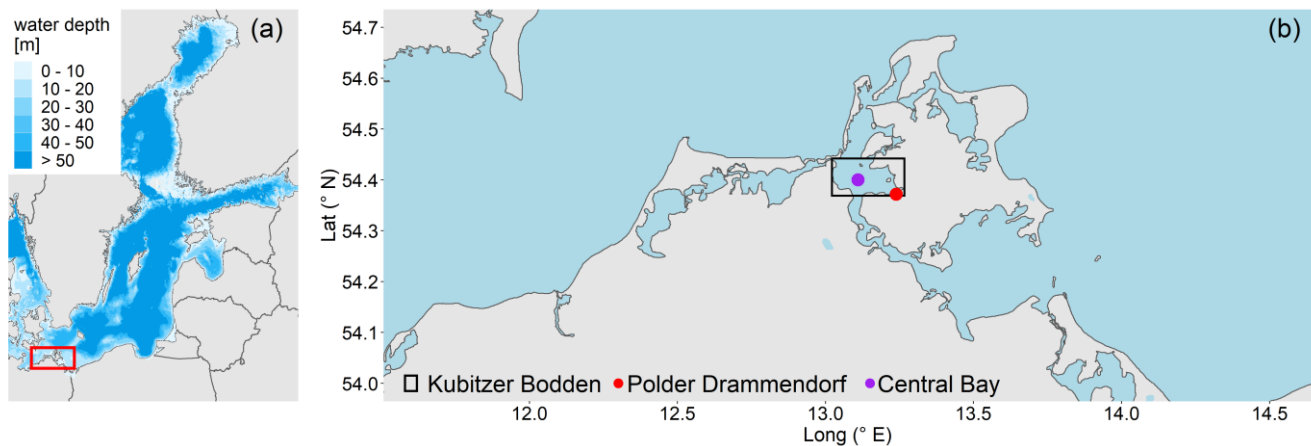 water depth
[m]
0 - 10
10 - 20
20 - 30
30 - 40
40 - 50
> 50
(a)
(b)
Lat (° N)
54.7
54.6
54.5
54.4
54.3
54.2
54.1
54.0
Kubitzer Bodden
Polder Drammendorf
Central Bay
12.0
12.5
13.0
13.5
14.0
14.5
Long (° E)